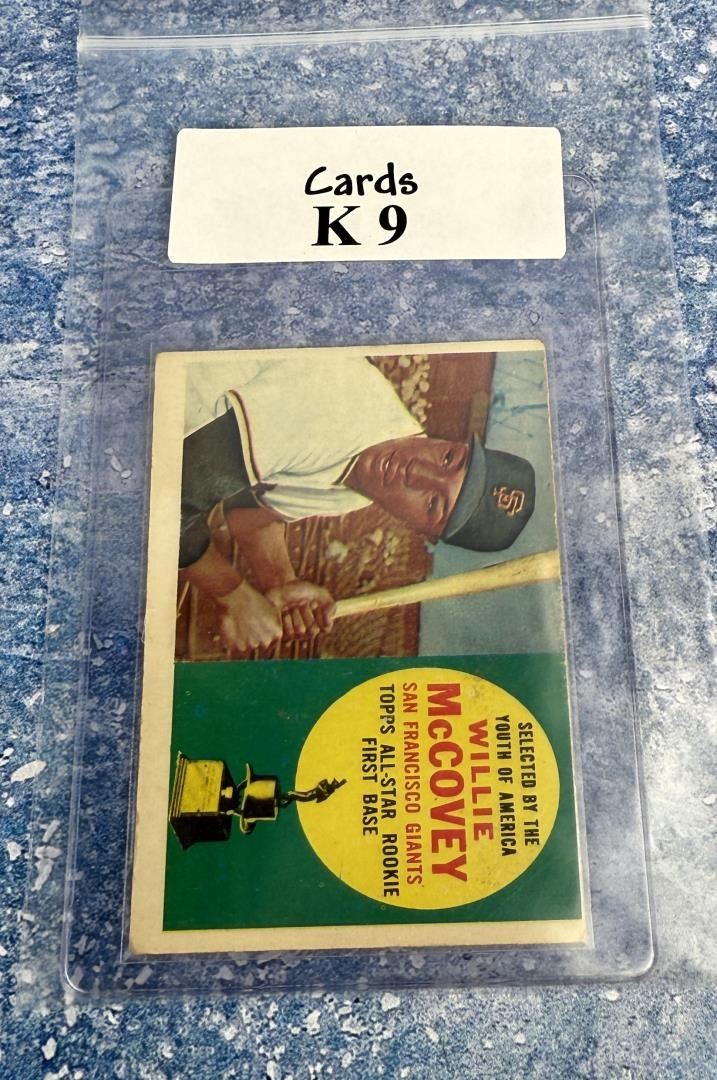 Cards
K 9
SELECTED BY THE
YOUTH OF AMERICA
WILLIE
McCOVEY
SAN FRANCISCO GIANTS
TOPPS ALL-STAR ROOKIE
FIRST BASE
SF